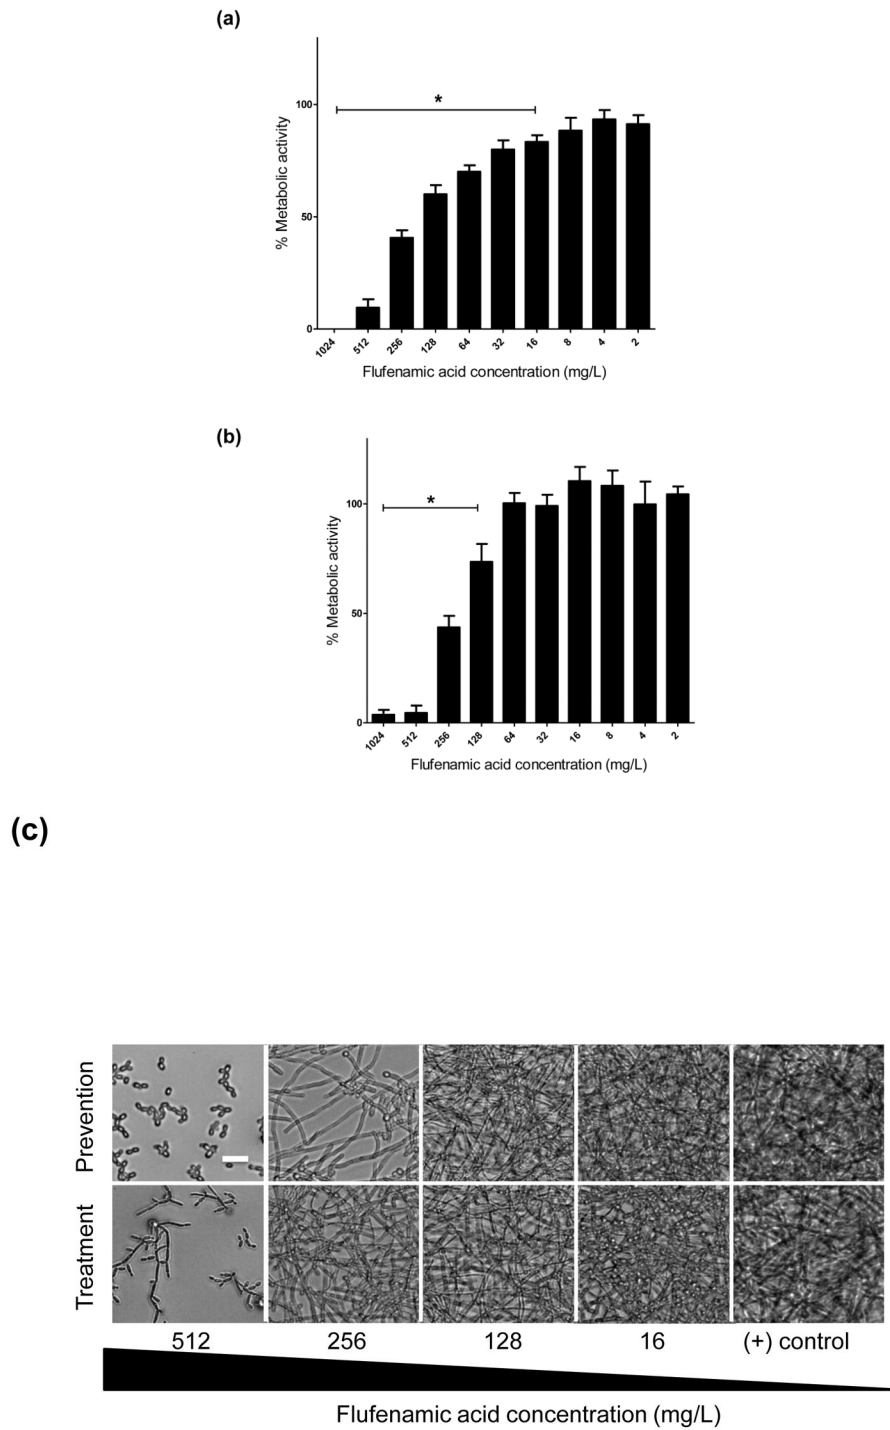 (a)
*
100
50
0
% Metabolic activity
1024 512 256 128 64 32 16 8 4 2
Flufenamic acid concentration (mg/L)
(b)
*
100
50
0
% Metabolic activity
1024 512 256 128 64 32 16 8 4 2
Flufenamic acid concentration (mg/L)
(c)
Prevention
Treatment
512 256 128 16 (+) control
Flufenamic acid concentration (mg/L)